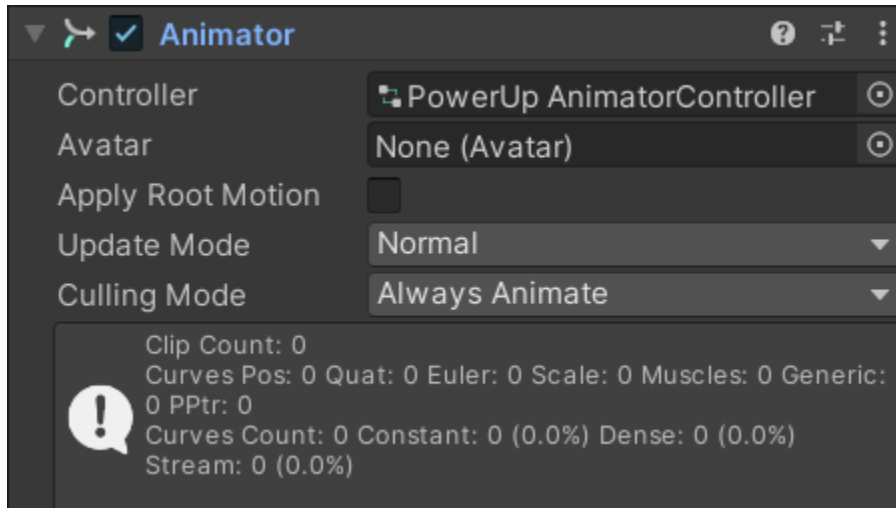 Animator
Controller
PowerUp AnimatorController
Avatar
None (Avatar)
Apply Root Motion
Update Mode
Normal
Culling Mode
Always Animate
Clip Count: 0
Curves Pos: 0 Quat: 0 Euler: 0 Scale: 0 Muscles: 0 Generic:
0 PPtr: 0
Curves Count: 0 Constant: 0 (0.0%) Dense: 0 (0.0%)
Stream: 0 (0.0%)